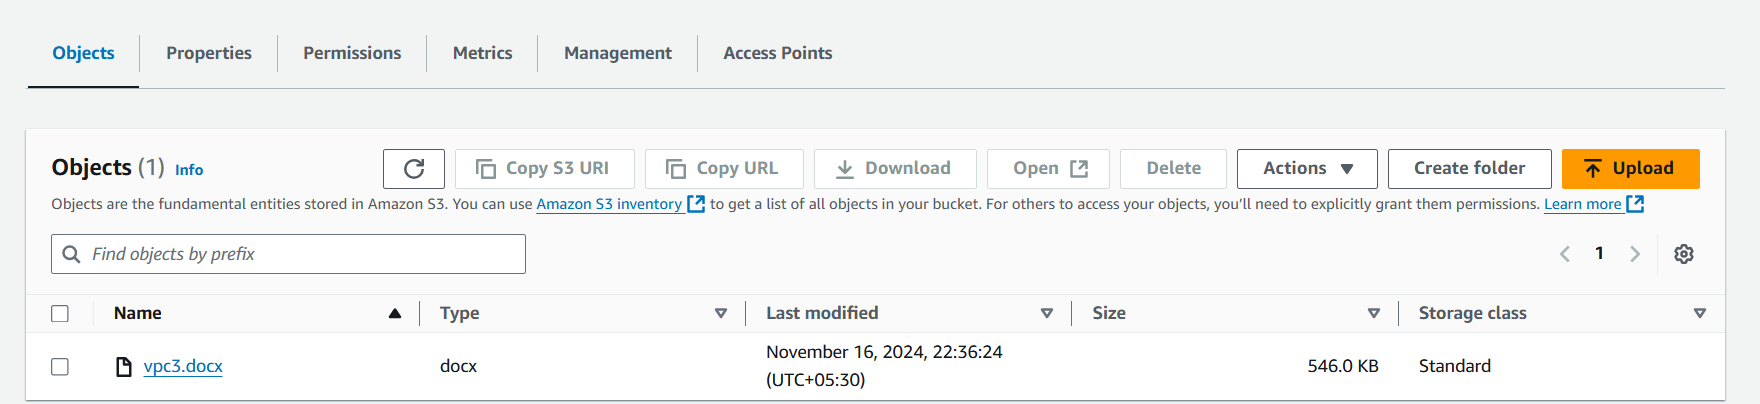 Objects Properties Permissions Metrics Management Access Points
Objects (1) Info Copy S3 URI Copy URL Download Open Delete Actions Create folder Upload
Objects are the fundamental entities stored in Amazon S3. You can use Amazon S3 inventory to get a list of all objects in your bucket. For others to access your objects, you’ll need to explicitly grant them permissions. Learn more
Find objects by prefix 1
Name Type Last modified Size Storage class
vpc3.docx docx November 16, 2024, 22:36:24 (UTC+05:30) 546.0 KB Standard